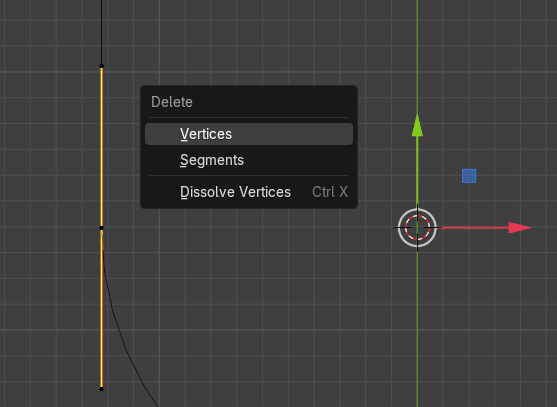 Delete
Vertices
Segments
Dissolve Vertices Ctrl X